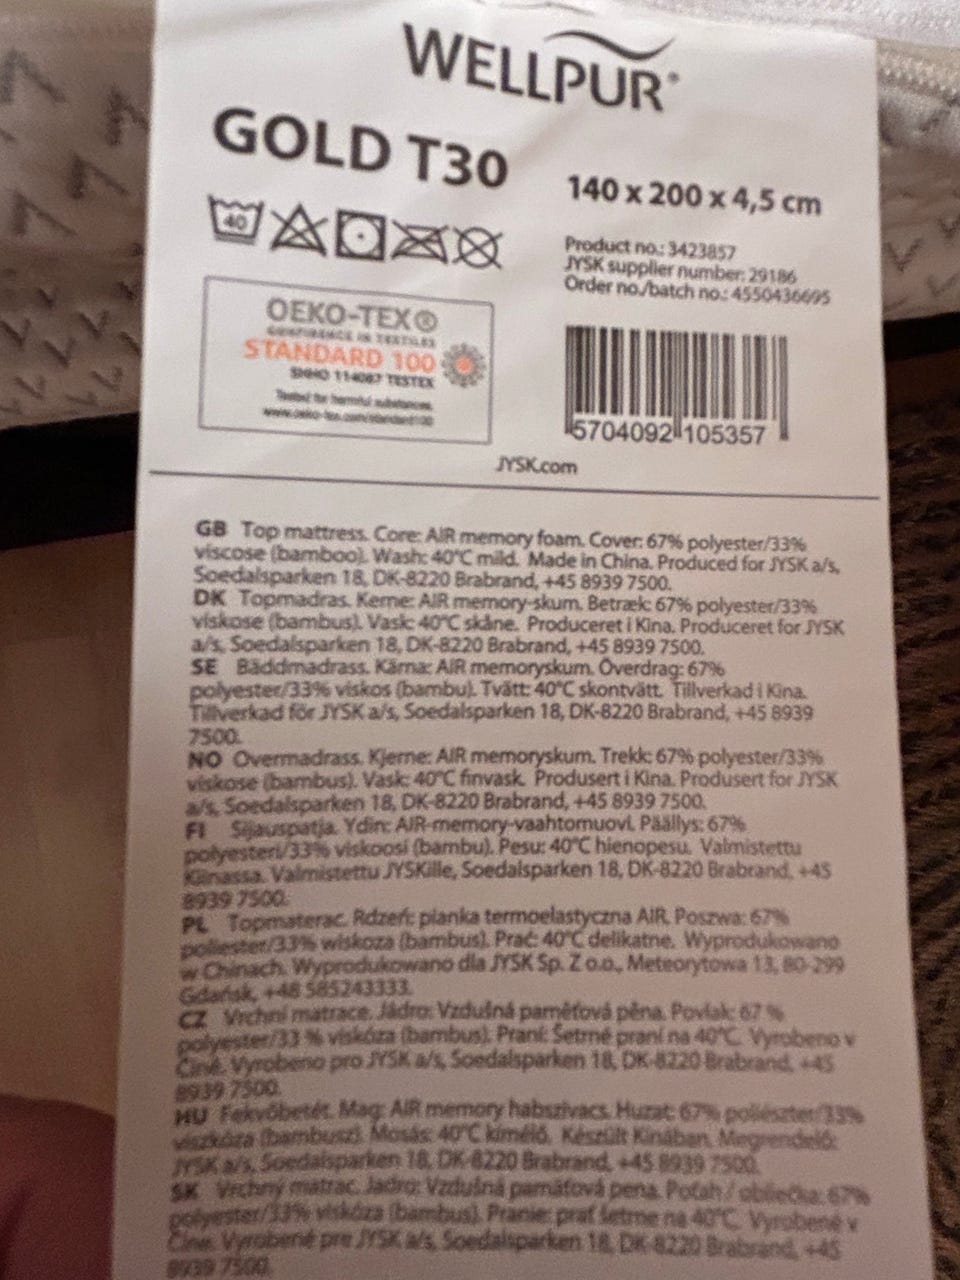 WELLPUR®
GOLD T30
140 x 200 x 4,5 cm
40
Product no.: 3423857
JYSK supplier number: 29186
Order no./batch no.: 4550436695
OEKO-TEX®
CONFIDENCE IN TEXTILES
STANDARD 100
SHHO 114087 TESTEX
Tested for harmful substances.
www.oeko-tex.com/standard100
5704092 105357
JYSK.com
GB Top mattress. Core: AIR memory foam. Cover: 67% polyester/33%
viscose (bamboo). Wash: 40°C mild. Made in China. Produced for JYSK a/s,
Soedalsparken 18, DK-8220 Brabrand, +45 8939 7500.
DK Topmadras. Kerne: AIR memory-skum. Betræk: 67% polyester/33%
viskose (bambus). Vask: 40°C skåne. Produceret i Kina. Produceret for JYSK
a/s, Soedalsparken 18, DK-8220 Brabrand, +45 8939 7500.
SE Bäddmadrass. Kärna: AIR memoryskum. Överdrag: 67%
polyester/33% viskos (bambu). Tvätt: 40°C skontvätt. Tillverkad i Kina.
Tillverkad för JYSK a/s, Soedalsparken 18, DK-8220 Brabrand, +45 8939
7500.
NO Overmadrass. Kjerne: AIR memoryskum. Trekk: 67% polyester/33%
viskose (bambus). Vask: 40°C finvask. Produsert i Kina. Produsert for JYSK
a/s, Soedalsparken 18, DK-8220 Brabrand, +45 8939 7500.
FI Sijauspatja. Ydin: AIR-memory-vaahtomuovi. Päällys: 67%
polyesteri/33% viskoosi (bambu). Pesu: 40°C hienopesu. Valmistettu
Kiinassa. Valmistettu JYSKille, Soedalsparken 18, DK-8220 Brabrand, +45
8939 7500.
PL Topmaterac. Rdzeń: pianka termoelastyczna AIR. Poszwa: 67%
poliester/33% wiskoza (bambus). Prać: 40°C delikatne. Wyprodukowano
w Chinach. Wyprodukowano dla JYSK Sp. Z o.o., Meteorytowa 13, 80-299
Gdańsk, +48 585243333.
CZ Vrchní matrace. Jádro: Vzdušná paměťová pěna. Povlak: 67 %
polyester/33 % viskóza (bambus). Praní: Šetrné praní na 40°C. Vyrobeno v
Číně. Vyrobeno pro JYSK a/s, Soedalsparken 18, DK-8220 Brabrand, +45
8939 7500.
HU Fekvőbetét. Mag: AIR memory habszivacs. Huzat: 67% poliészter/33%
viszkóza (bambusz). Mosás: 40°C kímélő. Készült Kínában. Megrendelő:
JYSK a/s, Soedalsparken 18, DK-8220 Brabrand, +45 8939 7500.
SK Vrchný matrac. Jadro: Vzdušná pamäťová pena. Poťah / obliečka: 67%
polyester/33% viskóza (bambus). Pranie: prať šetrne na 40°C. Vyrobené v
Číne. Vyrobené pre JYSK a/s, Soedalsparken 18, DK-8220 Brabrand, +45
8939 7500.